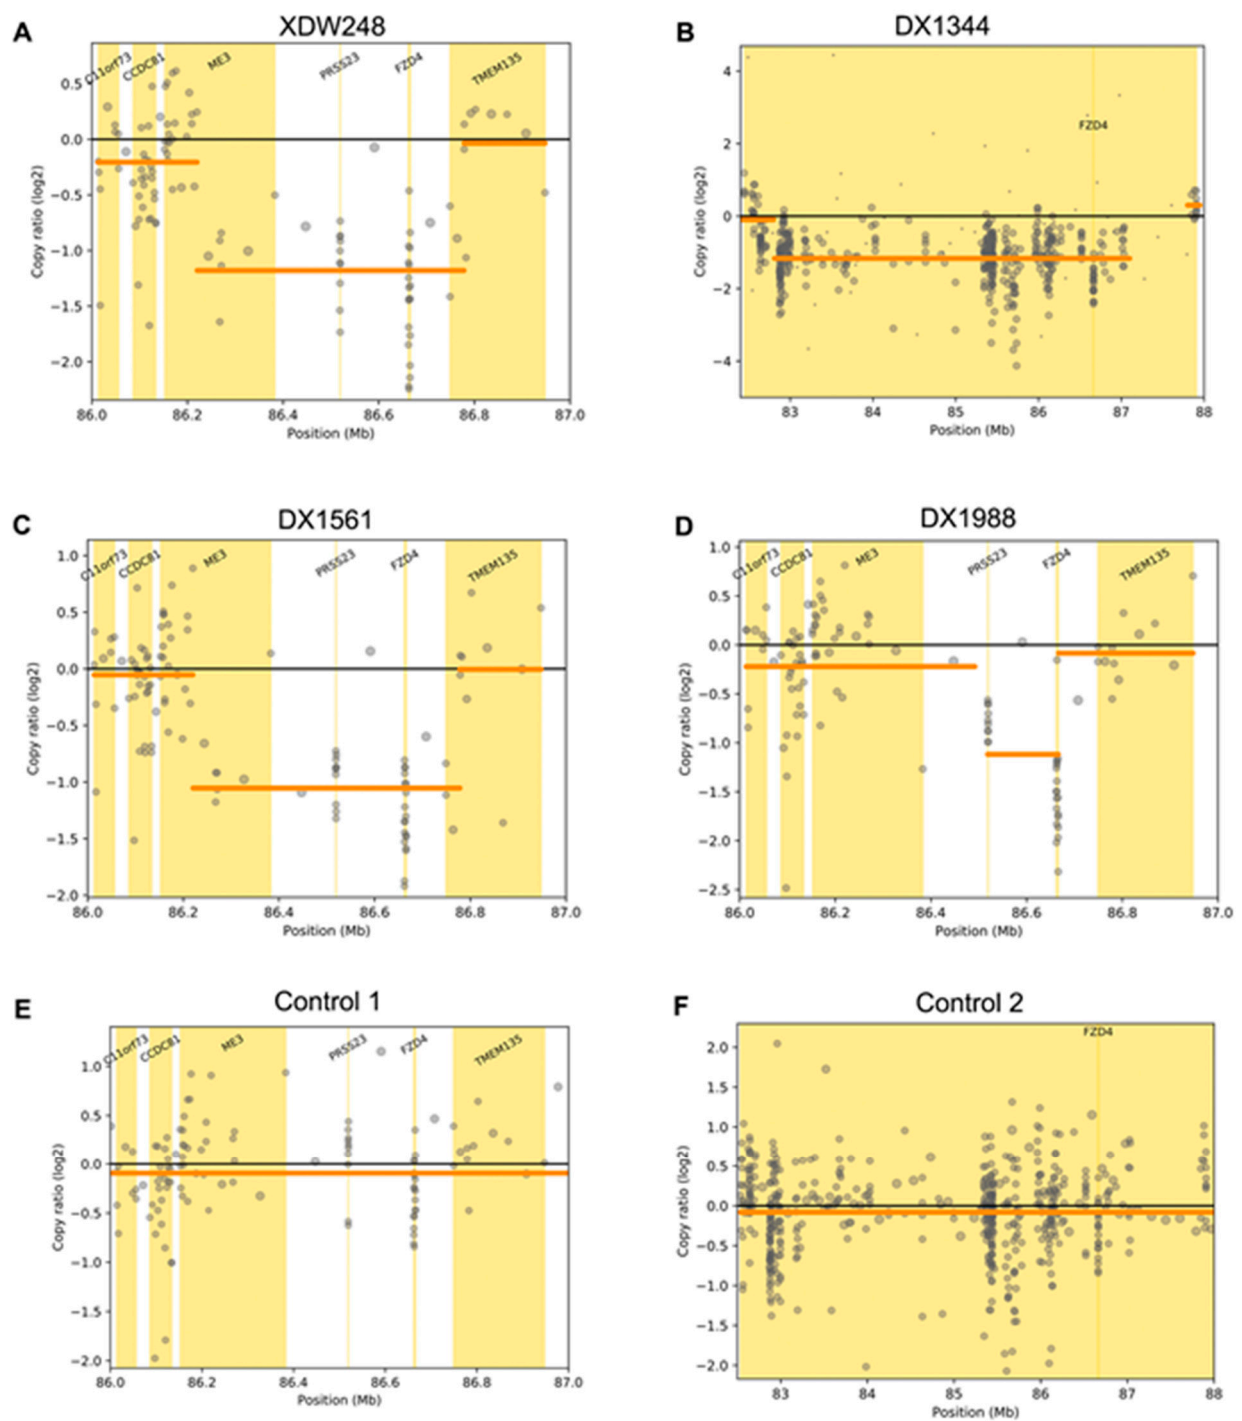 A
XDW248
C11orf73
CCDC81
ME3
PRSS23
FZD4
TMEM135
Copy ratio (log2)
0.5
0.0
−0.5
−1.0
−1.5
−2.0
86.0 86.2 86.4 86.6 86.8 87.0
Position (Mb)
B
DX1344
FZD4
Copy ratio (log2)
4
2
0
−2
−4
83 84 85 86 87 88
Position (Mb)
C
DX1561
C11orf73
CCDC81
ME3
PRSS23
FZD4
TMEM135
Copy ratio (log2)
1.0
0.5
0.0
−0.5
−1.0
−1.5
−2.0
86.0 86.2 86.4 86.6 86.8 87.0
Position (Mb)
D
DX1988
C11orf73
CCDC81
ME3
PRSS23
FZD4
TMEM135
Copy ratio (log2)
1.0
0.5
0.0
−0.5
−1.0
−1.5
−2.0
−2.5
86.0 86.2 86.4 86.6 86.8 87.0
Position (Mb)
E
Control 1
C11orf73
CCDC81
ME3
PRSS23
FZD4
TMEM135
Copy ratio (log2)
1.0
0.5
0.0
−0.5
−1.0
−1.5
−2.0
86.0 86.2 86.4 86.6 86.8 87.0
Position (Mb)
F
Control 2
FZD4
Copy ratio (log2)
2.0
1.5
1.0
0.5
0.0
−0.5
−1.0
−1.5
−2.0
83 84 85 86 87 88
Position (Mb)